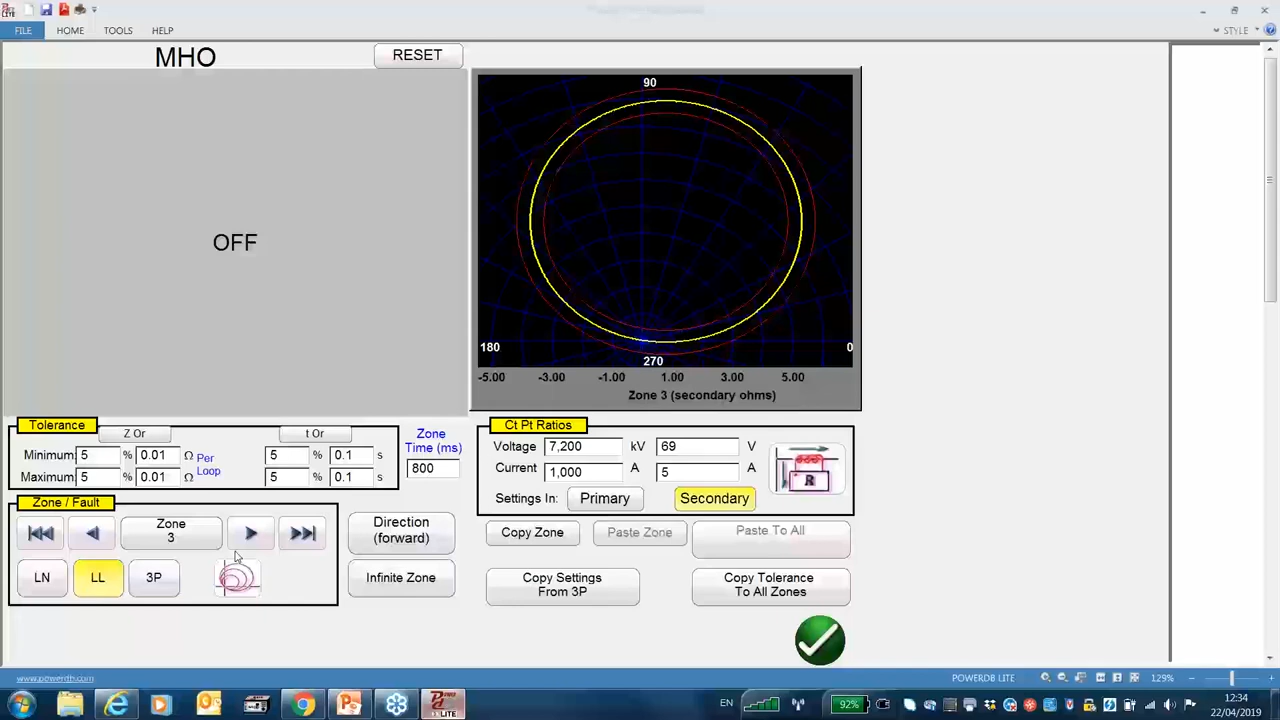 FILE HOME TOOLS HELP STYLE
MHO RESET
OFF
90
180 0
270
-5.00 -3.00 -1.00 1.00 3.00 5.00
Zone 3 (secondary ohms)
Tolerance
Z Or t Or
Minimum: 5 % 0.01 Ω 5 % 0.1 s
Maximum: 5 % 0.01 Ω 5 % 0.1 s
Per
Loop
Zone
Time (ms)
800
Ct Pt Ratios
Voltage 7,200 kV 69 V
Current 1,000 A 5 A
Settings In: Primary Secondary
R
Zone / Fault
Zone
3
LN LL 3P
Direction
(forward)
Infinite Zone
Copy Zone Paste Zone Paste To All
Copy Settings
From 3P
Copy Tolerance
To All Zones
www.powerdb.com POWERDB LITE 129%
EN 92% 12:34
22/04/2019